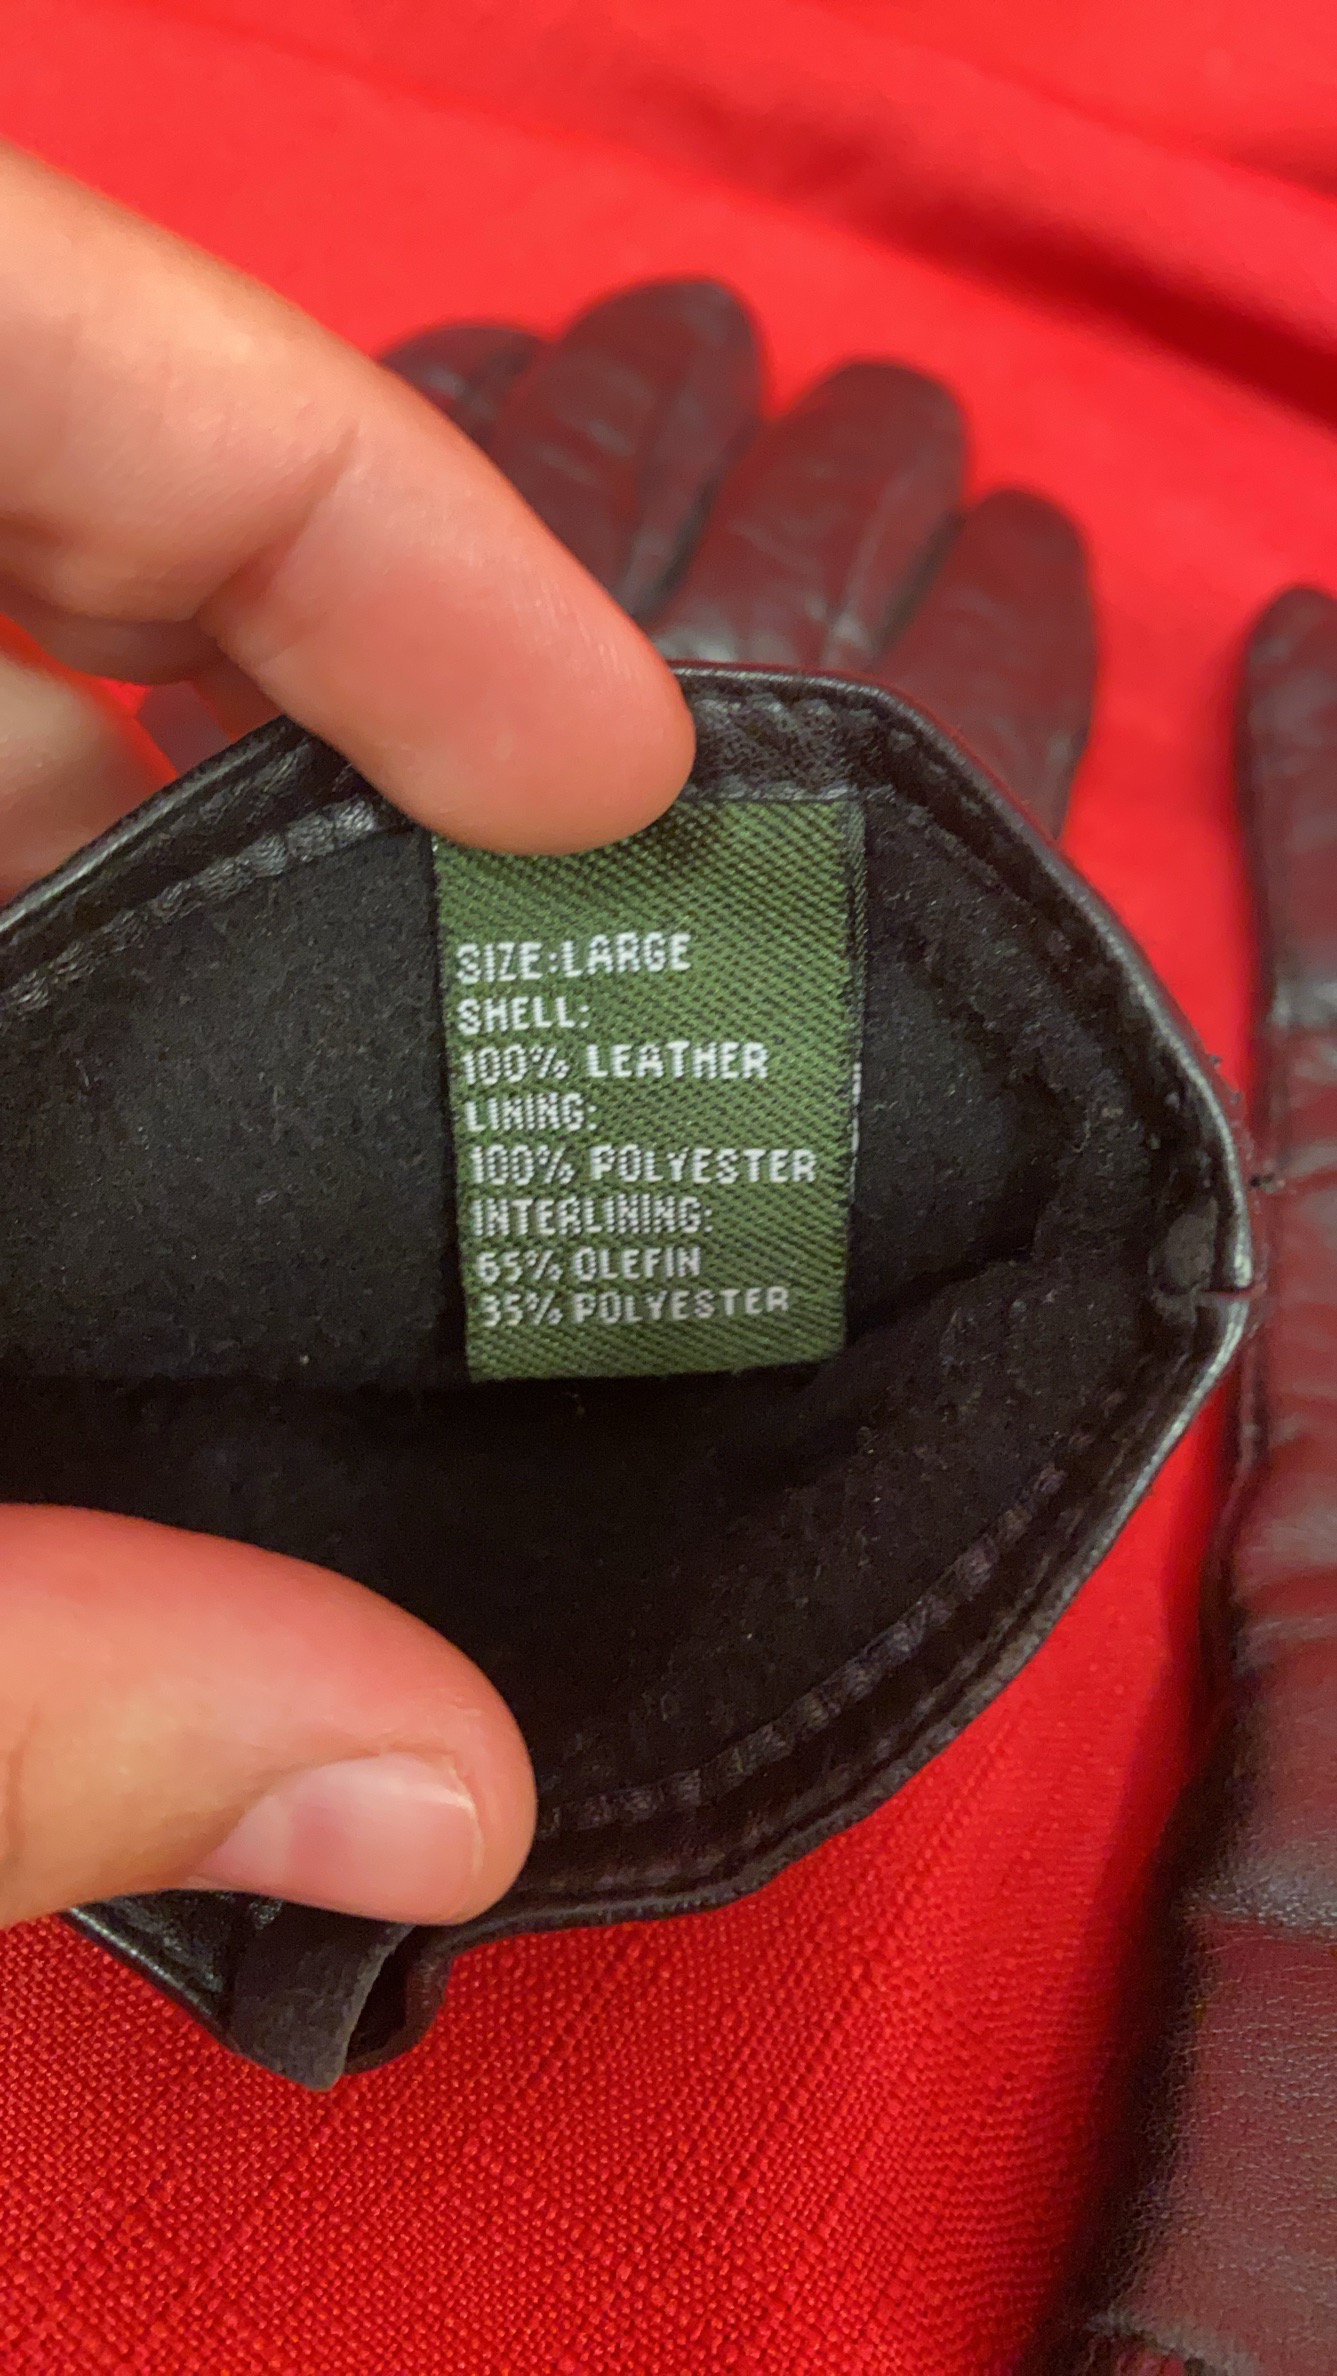 SIZE:LARGE
SHELL:
100% LEATHER
LINING:
100% POLYESTER
INTERLINING:
65% OLEFIN
35% POLYESTER